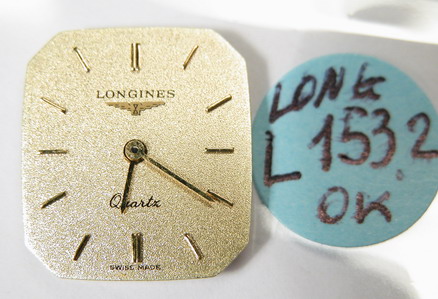 LONGINES
Quartz
SWISS MADE
LONG
L 153.2
OK